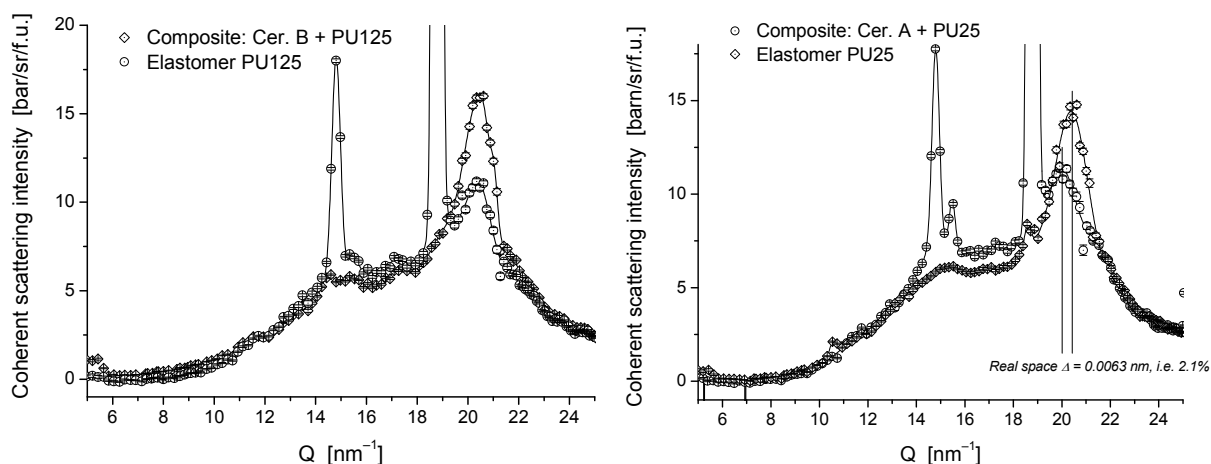 Composite: Cer. B + PU125
Elastomer PU125
Coherent scattering intensity [bar/sr/f.u.]
20
15
10
5
0
6 8 10 12 14 16 18 20 22 24
Q [nm⁻¹]
Composite: Cer. A + PU25
Elastomer PU25
Coherent scattering intensity [barn/sr/f.u.]
15
10
5
0
Real space Δ = 0.0063 nm, i.e. 2.1%
6 8 10 12 14 16 18 20 22 24
Q [nm⁻¹]